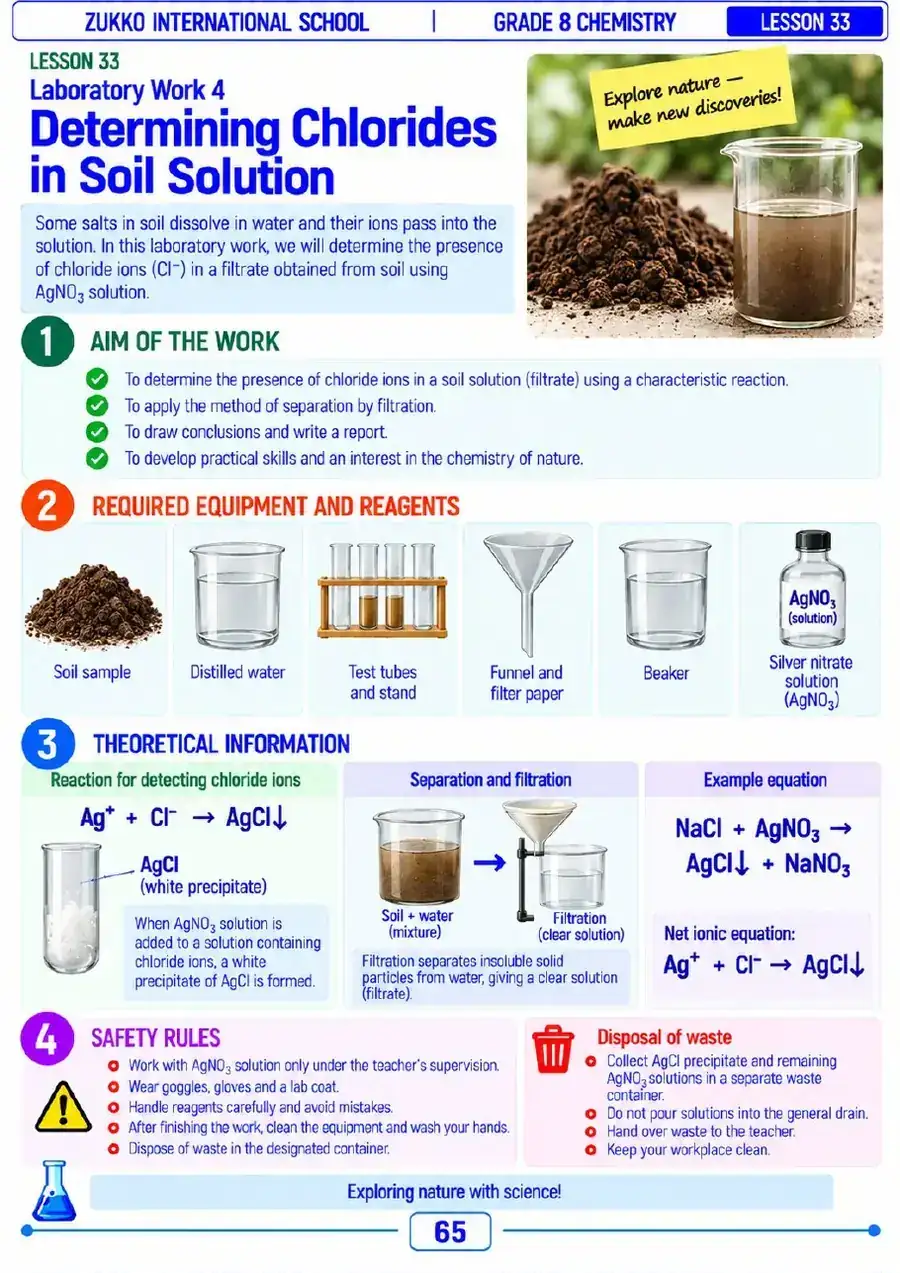 ZUKKO INTERNATIONAL SCHOOL | GRADE 8 CHEMISTRY LESSON 33
LESSON 33
Laboratory Work 4
Determining Chlorides
in Soil Solution
Explore nature —
make new discoveries!
Some salts in soil dissolve in water and their ions pass into the
solution. In this laboratory work, we will determine the presence
of chloride ions (Cl⁻) in a filtrate obtained from soil using
AgNO₃ solution.
1 AIM OF THE WORK
To determine the presence of chloride ions in a soil solution (filtrate) using a characteristic reaction.
To apply the method of separation by filtration.
To draw conclusions and write a report.
To develop practical skills and an interest in the chemistry of nature.
2 REQUIRED EQUIPMENT AND REAGENTS
Soil sample
Distilled water
Test tubes
and stand
Funnel and
filter paper
Beaker
AgNO₃
(solution)
Silver nitrate
solution
(AgNO₃)
3 THEORETICAL INFORMATION
Reaction for detecting chloride ions
Ag⁺ + Cl⁻ → AgCl↓
AgCl
(white precipitate)
When AgNO₃ solution is
added to a solution containing
chloride ions, a white
precipitate of AgCl is formed.
Separation and filtration
Soil + water
(mixture)
Filtration
(clear solution)
Filtration separates insoluble solid
particles from water, giving a clear solution
(filtrate).
Example equation
NaCl + AgNO₃ →
AgCl↓ + NaNO₃
Net ionic equation:
Ag⁺ + Cl⁻ → AgCl↓
4 SAFETY RULES
Work with AgNO₃ solution only under the teacher's supervision.
Wear goggles, gloves and a lab coat.
Handle reagents carefully and avoid mistakes.
After finishing the work, clean the equipment and wash your hands.
Dispose of waste in the designated container.
Disposal of waste
Collect AgCl precipitate and remaining
AgNO₃ solutions in a separate waste
container.
Do not pour solutions into the general drain.
Hand over waste to the teacher.
Keep your workplace clean.
Exploring nature with science!
65